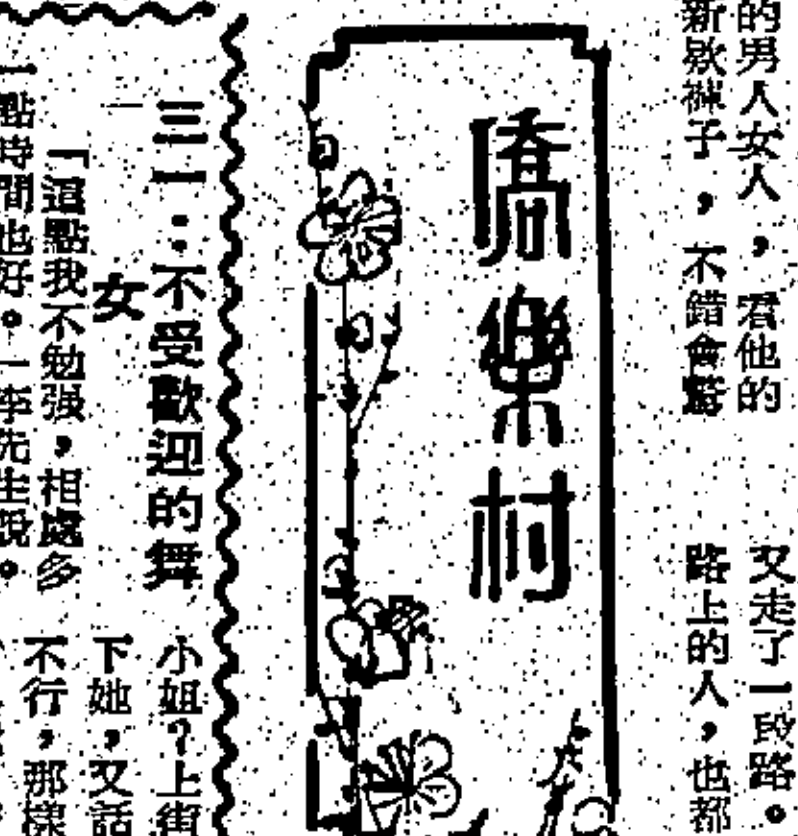 的男人女人，看他的
新欵褲子，不錯會驚
又走了一段路。
路上的人，也都
僑樂村
三一：不受歡迎的舞
女
「這點我不勉强，相處多
一點時間也好。」李先生說。
小姐？上街
下她，又話
不行，那樣